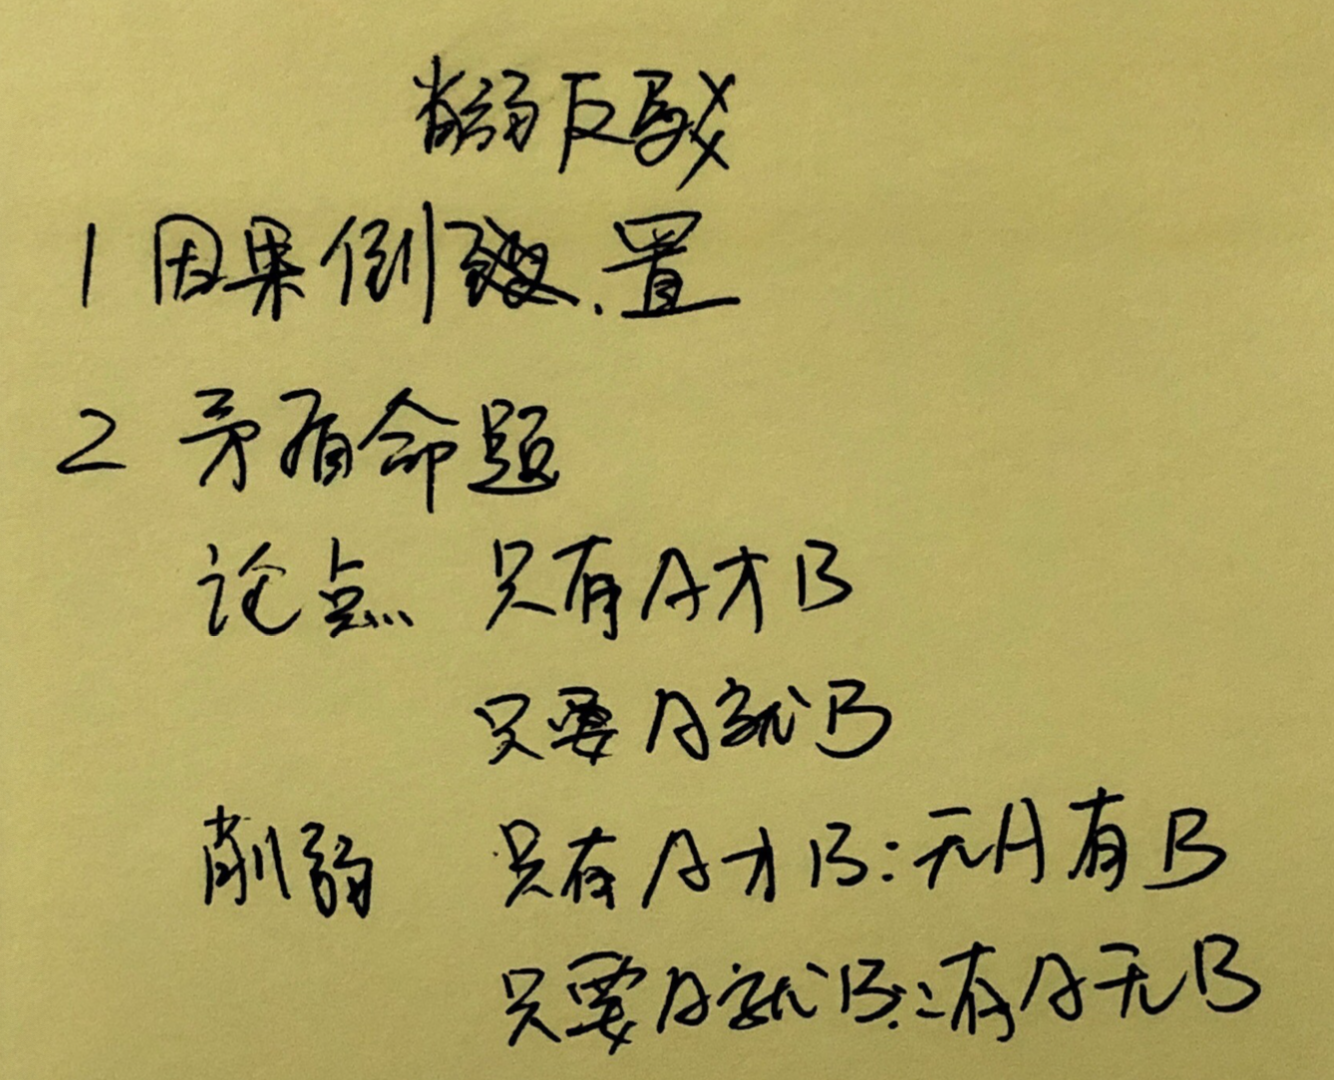 削弱反驳
1 因果倒置
2 矛盾命题
论点 只有A才B
只要A就B
削弱 只有A才B:无A有B
只要A就B:有A无B